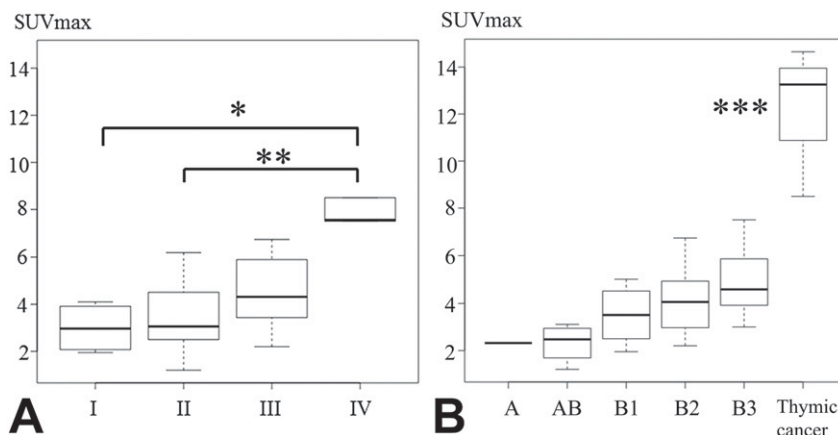 SUVmax
14
12
10
8
6
4
2
*
**
I II III IV
A
SUVmax
14
12
10
8
6
4
2
***
A AB B1 B2 B3 Thymic
cancer
B